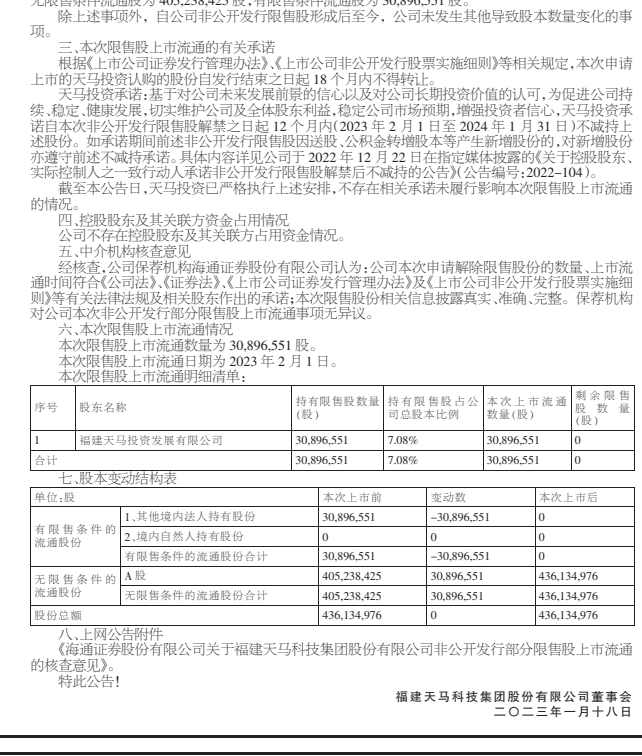 无限售条件流通股为 405,238,425 股,有限售条件流通股为 30,896,551 股。
除上述事项外，自公司非公开发行限售股形成后至今，公司未发生其他导致股本数量变化的事
项。
三、本次限售股上市流通的有关承诺
根据《上市公司证券发行管理办法》、《上市公司非公开发行股票实施细则》等相关规定,本次申请
上市的天马投资认购的股份自发行结束之日起 18 个月内不得转让。
天马投资承诺:基于对公司未来发展前景的信心以及对公司长期投资价值的认可,为促进公司持
续、稳定、健康发展,切实维护公司及全体股东利益,稳定公司市场预期,增强投资者信心,天马投资承
诺自本次非公开发行限售股解禁之日起 12 个月内(2023 年 2 月 1 日至 2024 年 1 月 31 日)不减持上
述股份。如承诺期间前述非公开发行限售股因送股、公积金转增股本等产生新增股份的,对新增股份
亦遵守前述不减持承诺。具体内容详见公司于 2022 年 12 月 22 日在指定媒体披露的《关于控股股东、
实际控制人之一致行动人承诺非公开发行限售股解禁后不减持的公告》(公告编号:2022-104)。
截至本公告日,天马投资已严格执行上述安排,不存在相关承诺未履行影响本次限售股上市流通
的情况。
四、控股股东及其关联方资金占用情况
公司不存在控股股东及其关联方占用资金情况。
五、中介机构核查意见
经核查,公司保荐机构海通证券股份有限公司认为:公司本次申请解除限售股份的数量、上市流
通时间符合《公司法》、《证券法》、《上市公司证券发行管理办法》及《上市公司非公开发行股票实施细
则》等有关法律法规及相关股东作出的承诺;本次限售股份相关信息披露真实、准确、完整。保荐机构
对公司本次非公开发行部分限售股上市流通事项无异议。
六、本次限售股上市流通情况
本次限售股上市流通数量为 30,896,551 股。
本次限售股上市流通日期为 2023 年 2 月 1 日。
本次限售股上市流通明细清单:
序号 股东名称 持有限售股数量(股) 持有限售股占公司总股本比例 本次上市流通数量(股) 剩余限售股数量(股)
1 福建天马投资发展有限公司 30,896,551 7.08% 30,896,551 0
合计 30,896,551 7.08% 30,896,551 0
七、股本变动结构表
单位:股 本次上市前 变动数 本次上市后
有限售条件的流通股份 1、其他境内法人持有股份 30,896,551 -30,896,551 0
2、境内自然人持有股份 0 0 0
有限售条件的流通股份合计 30,896,551 -30,896,551 0
无限售条件的流通股份 A 股 405,238,425 30,896,551 436,134,976
无限售条件的流通股份合计 405,238,425 30,896,551 436,134,976
股份总额 436,134,976 0 436,134,976
八、上网公告附件
《海通证券股份有限公司关于福建天马科技集团股份有限公司非公开发行部分限售股上市流通
的核查意见》。
特此公告!
福建天马科技集团股份有限公司董事会
二〇二三年一月十八日